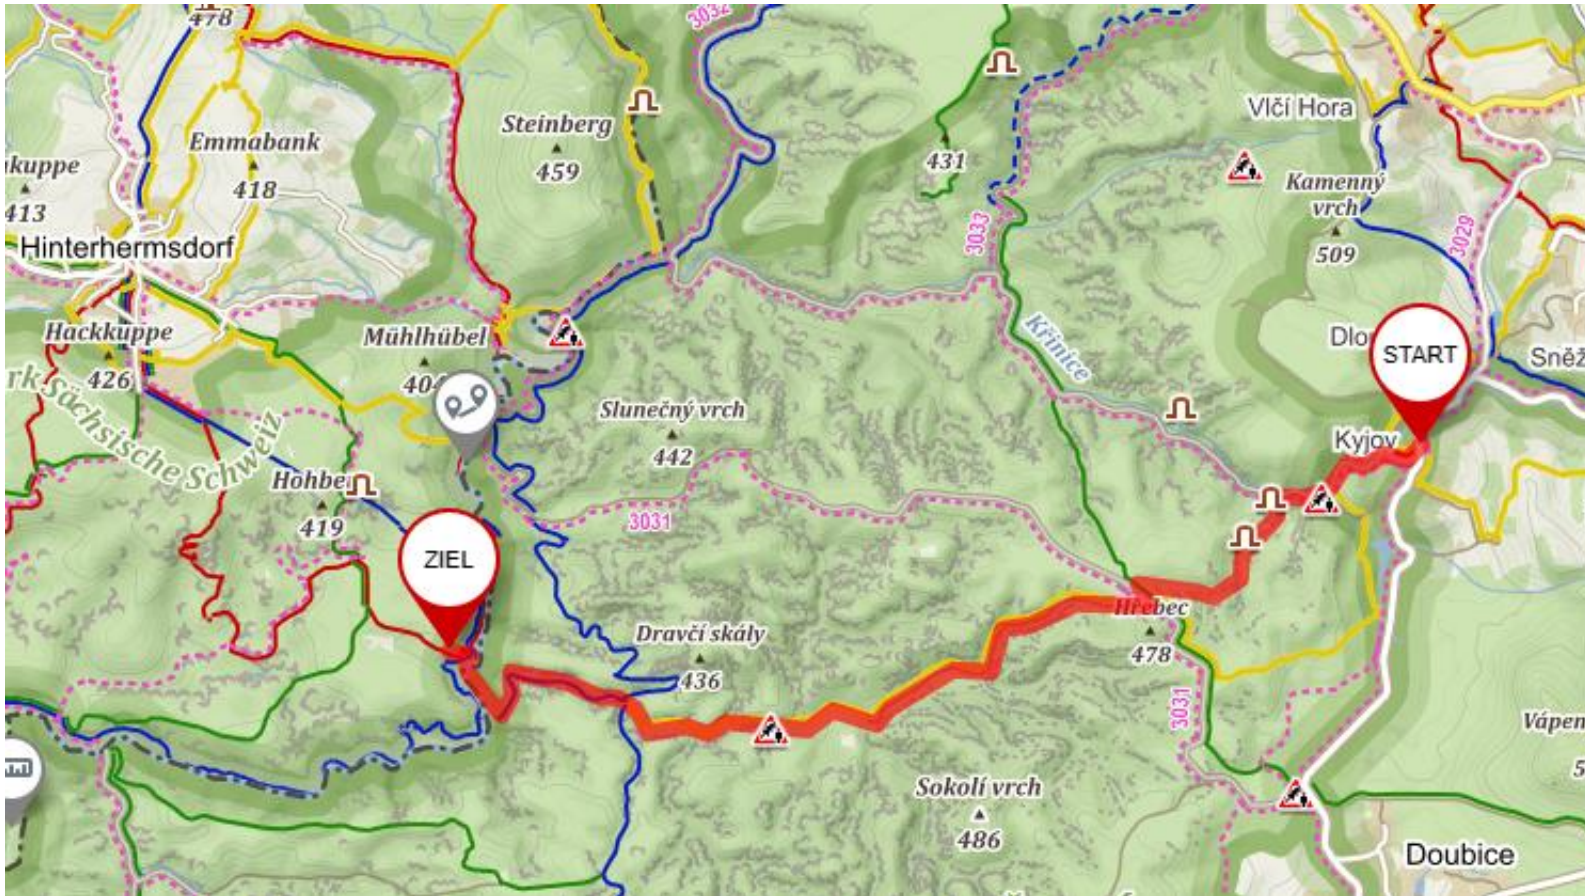 478
3032
Vlčí Hora
Steinberg
459
Emmabank
418
431
kuppe
413
Kamenný
vrch
509
3033
3029
Hinterhermsdorf
Hackkuppe
426
Mühlhübel
404
Křinice
Dlo
START
Sněž
rk Sächsische Schweiz
Slunečný vrch
442
Kyjov
Hohbe
419
3031
ZIEL
Hřebec
478
Dravčí skály
436
3031
Vápen
5
Sokolí vrch
486
Doubice